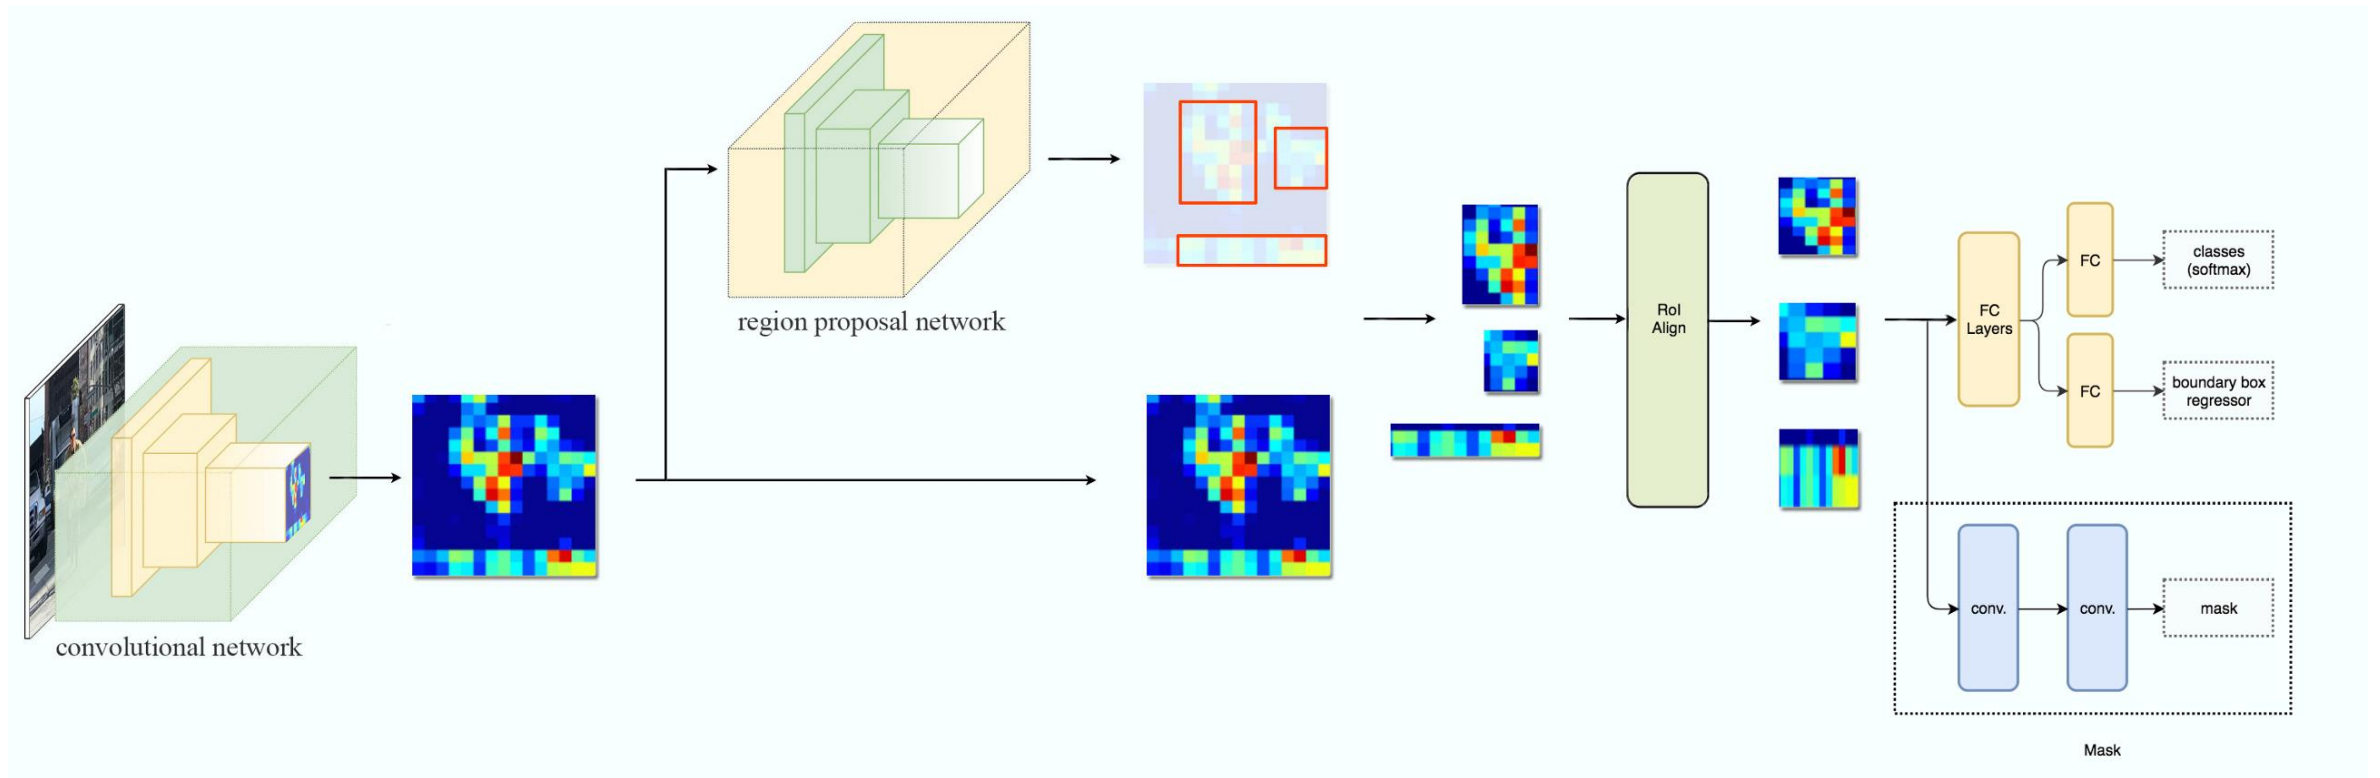 region proposal network
convolutional network
RoI
Align
FC
Layers
FC
classes
(softmax)
FC
boundary box
regressor
conv.
conv.
mask
Mask